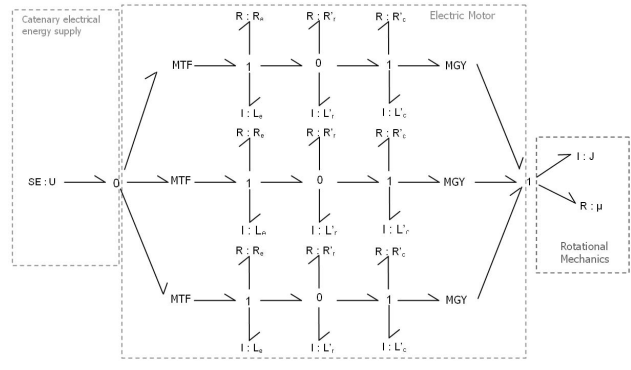 Catenary electrical
energy supply
Electric Motor
R : Rₑ R : R'ᵣ R : R'c
MTF 1 0 1 MGY
I : Lₑ I : L'ᵣ I : L'c
R : Rₑ R : R'ᵣ R : R'c
SE : U 0 MTF 1 0 1 MGY 1
I : J
R : μ
I : Lₑ I : L'ᵣ I : L'c
R : Rₑ R : R'ᵣ R : R'c
Rotational
Mechanics
MTF 1 0 1 MGY
I : Lₑ I : L'ᵣ I : L'c